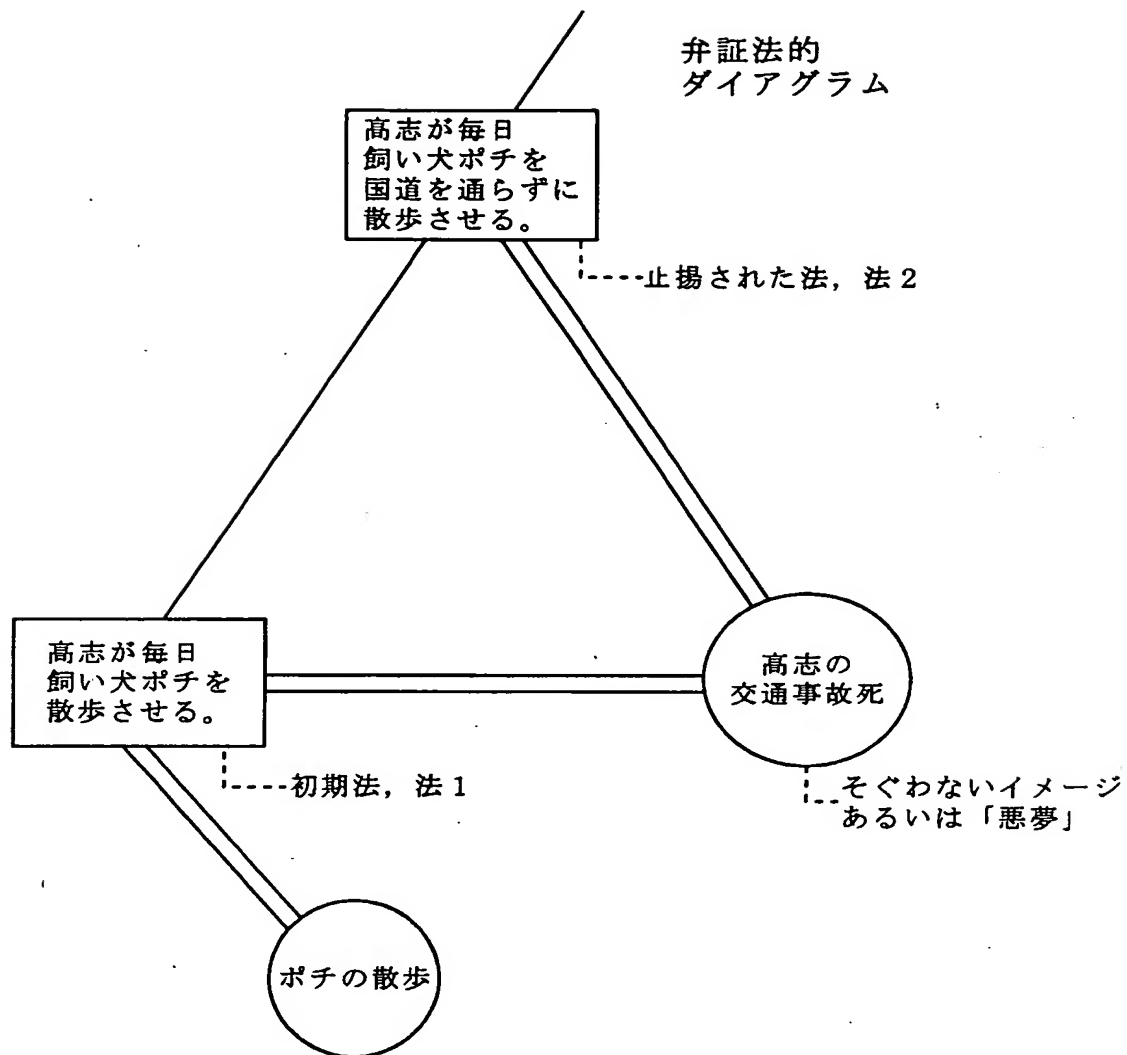 弁証法的
ダイアグラム
高志が毎日
飼い犬ポチを
国道を通らずに
散歩させる。
止揚された法，法２
高志が毎日
飼い犬ポチを
散歩させる。
高志の
交通事故死
初期法，法１
そぐわないイメージ
あるいは「悪夢」
ポチの散歩